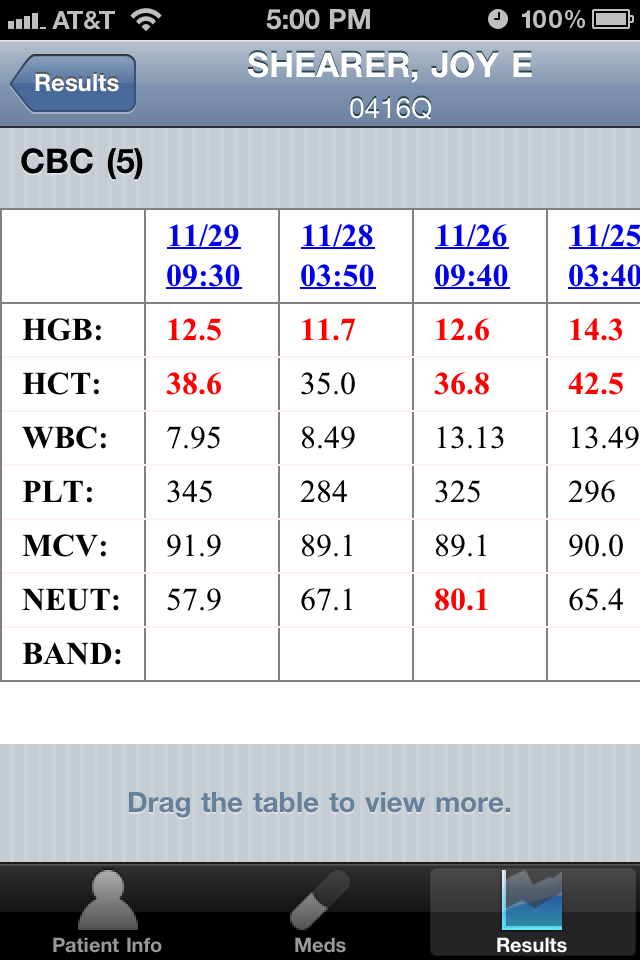 AT&T 5:00 PM 100%
Results
SHEARER, JOY E
0416Q
CBC (5)
11/29 11/28 11/26 11/25
09:30 03:50 09:40 03:40
HGB: 12.5 11.7 12.6 14.3
HCT: 38.6 35.0 36.8 42.5
WBC: 7.95 8.49 13.13 13.49
PLT: 345 284 325 296
MCV: 91.9 89.1 89.1 90.0
NEUT: 57.9 67.1 80.1 65.4
BAND:
Drag the table to view more.
Patient Info Meds Results